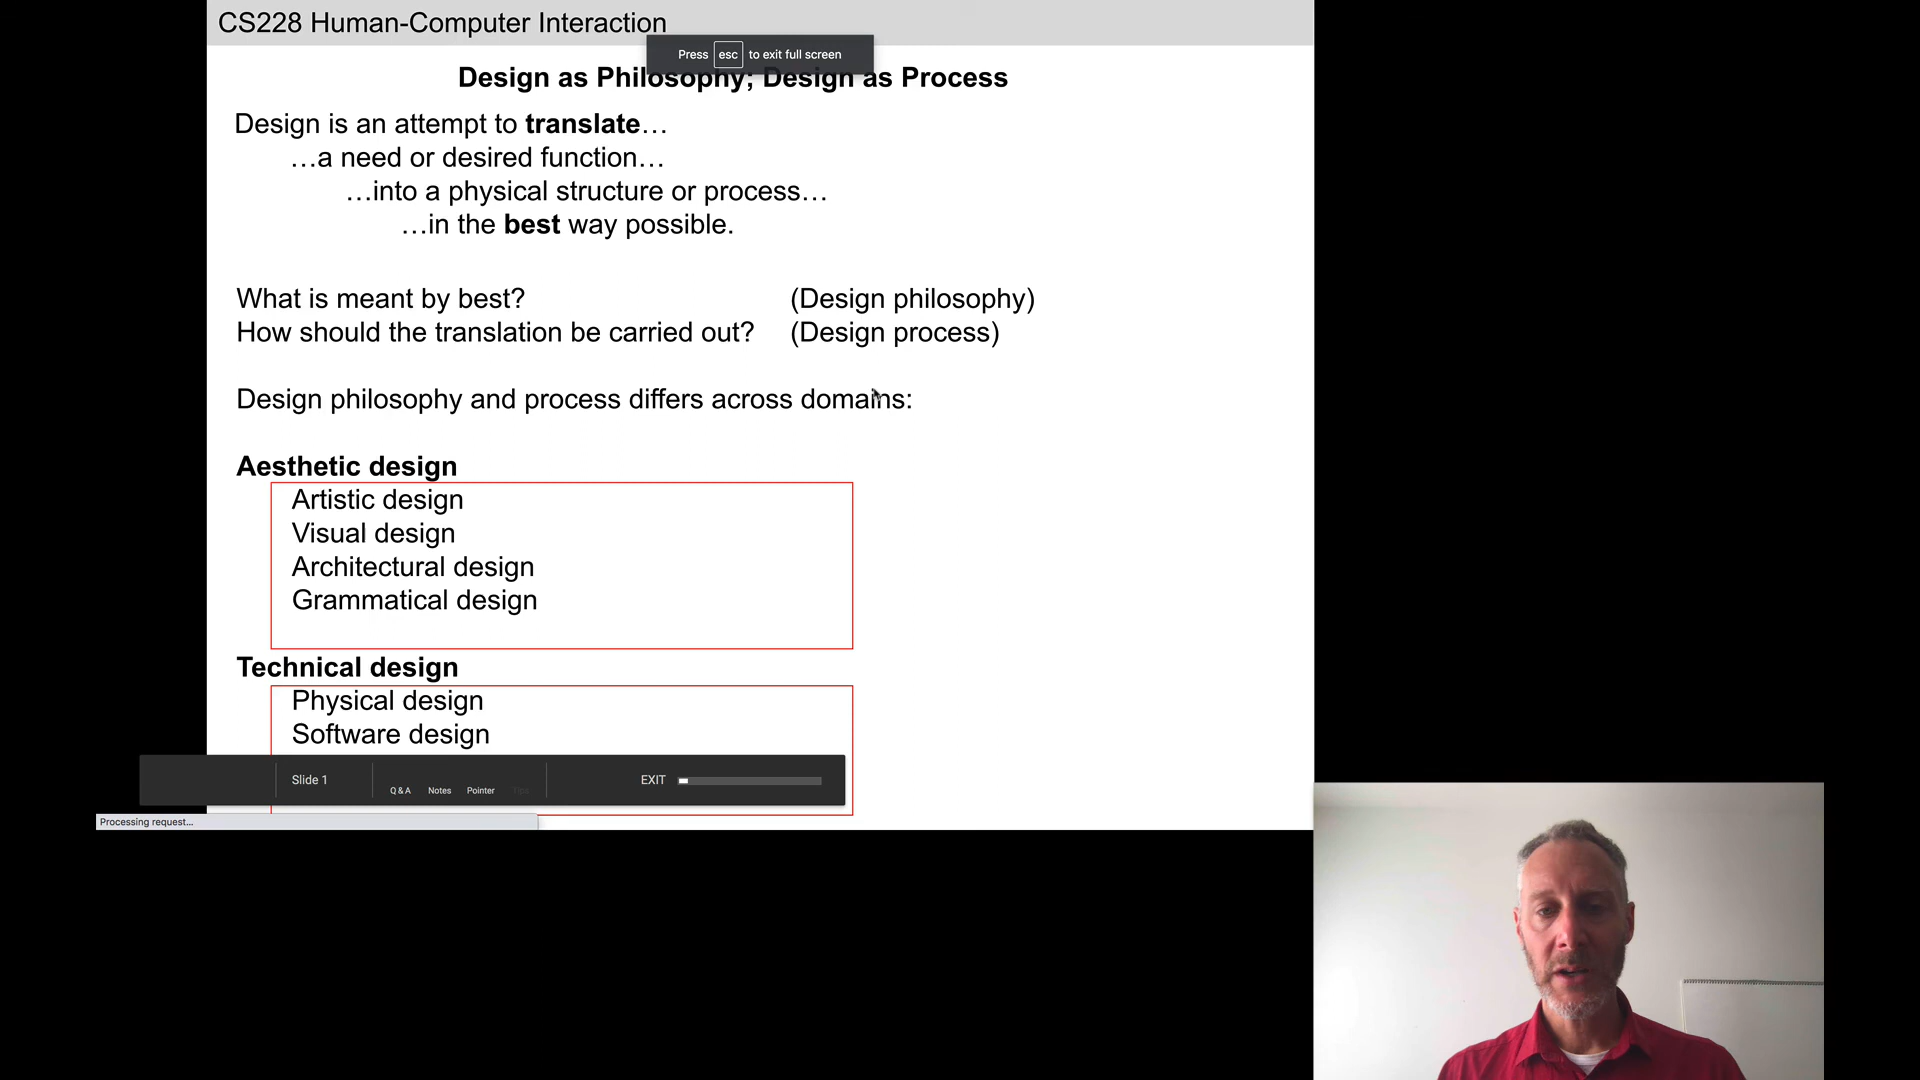 CS228 Human-Computer Interaction
Press esc to exit full screen
Design as Philosophy; Design as Process
Design is an attempt to translate…
…a need or desired function…
…into a physical structure or process…
…in the best way possible.
What is meant by best? (Design philosophy)
How should the translation be carried out? (Design process)
Design philosophy and process differs across domains:
Aesthetic design
Artistic design
Visual design
Architectural design
Grammatical design
Technical design
Physical design
Software design
Slide 1 Q & A Notes Pointer Tips EXIT
Processing request...